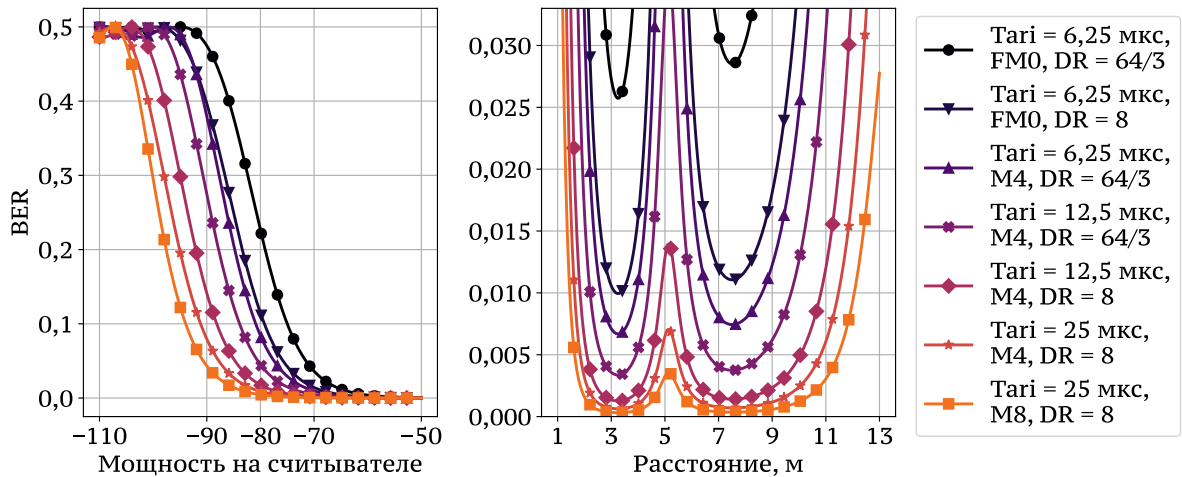 0,5
0,4
0,3
0,2
0,1
0,0
BER
−110
−90
−80
−70
−50
Мощность на считывателе
0,030
0,025
0,020
0,015
0,010
0,005
0,000
1
3
5
7
9
11
13
Расстояние, м
Tari = 6,25 мкс,
FM0, DR = 64/3
Tari = 6,25 мкс,
FM0, DR = 8
Tari = 6,25 мкс,
M4, DR = 64/3
Tari = 12,5 мкс,
M4, DR = 64/3
Tari = 12,5 мкс,
M4, DR = 8
Tari = 25 мкс,
M4, DR = 8
Tari = 25 мкс,
M8, DR = 8